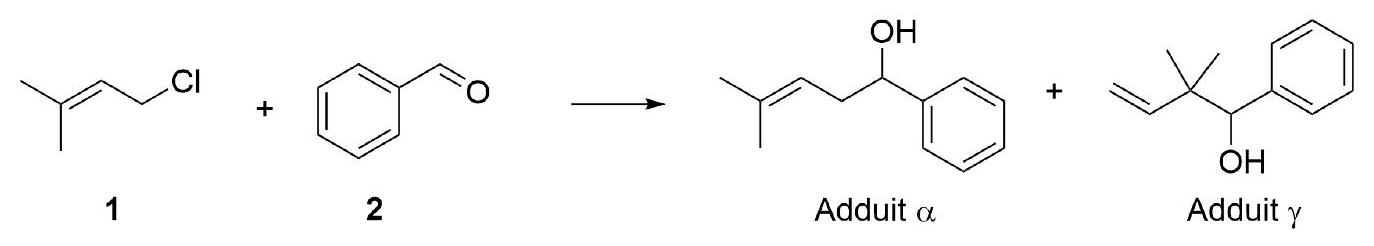 Cl
+
O
OH
+
OH
1
2
Adduit α
Adduit γ